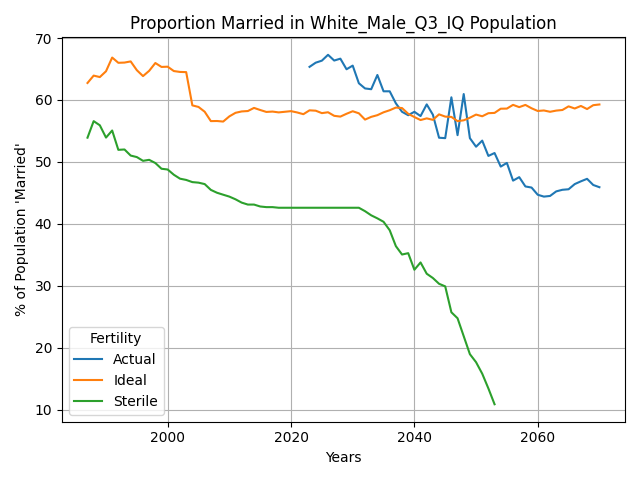 Proportion Married in White_Male_Q3_IQ Population
% of Population 'Married'
70
60
50
40
30
20
10
Fertility
Actual
Ideal
Sterile
2000 2020 2040 2060
Years